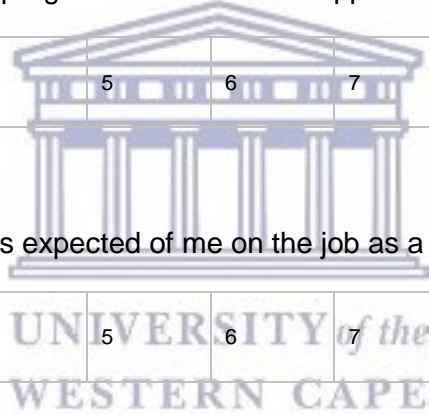 5 6 7
s expected of me on the job as a
5 6 7
UNIVERSITY of the
WESTERN CAPE